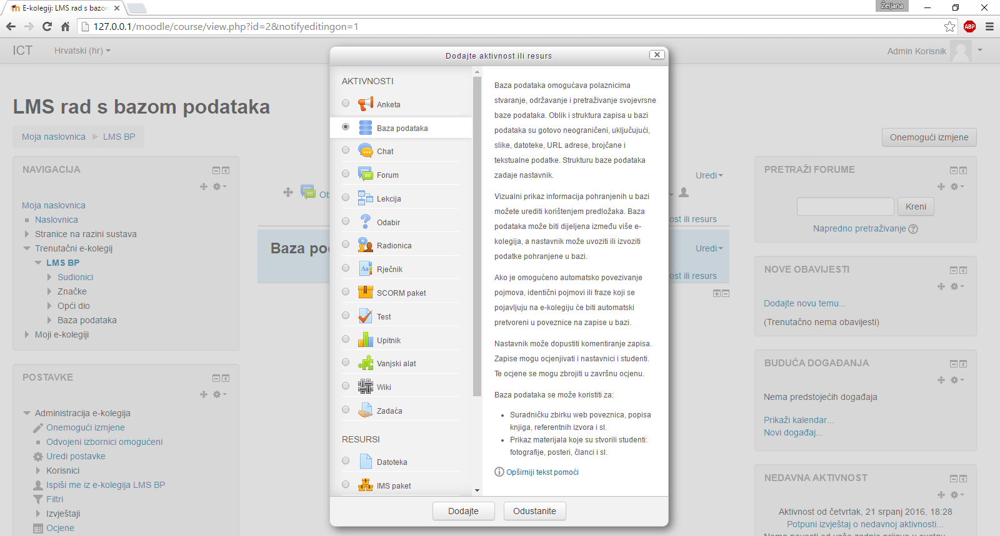 E-kolegij: LMS rad s bazon
Željana
127.0.0.1/moodle/course/view.php?id=2&notifyeditingon=1
ABP
ICT
Hrvatski (hr)
Admin Korisnik
LMS rad s bazom podataka
Moja naslovnica
LMS BP
Onemogući izmjene
NAVIGACIJA
Moja naslovnica
Naslovnica
Stranice na razini sustava
Trenutačni e-kolegij
LMS BP
Sudionici
Značke
Opći dio
Baza podataka
Moji e-kolegiji
POSTAVKE
Administracija e-kolegija
Onemogući izmjene
Odvojeni izbornici omogućeni
Uredi postavke
Korisnici
Ispiši me iz e-kolegija LMS BP
Filtri
Izvještaji
Ocjene
Uredi
ost ili resurs
Uredi
ost ili resurs
Dodajte aktivnost ili resurs
AKTIVNOSTI
Anketa
Baza podataka
Chat
Forum
Lekcija
Odabir
Radionica
Rječnik
SCORM paket
Test
Upitnik
Vanjski alat
Wiki
Zadaća
RESURSI
Datoteka
IMS paket
Baza podataka omogućava polaznicima
stvaranje, održavanje i pretraživanje svojevrsne
baze podataka. Oblik i struktura zapisa u bazi
podataka su gotovo neograničeni, uključujući,
slike, datoteke, URL adrese, brojčane i
tekstualne podatke. Strukturu baze podataka
zadaje nastavnik.
Vizualni prikaz informacija pohranjenih u bazi
možete urediti korištenjem predložaka. Baza
podataka može biti dijeljena između više e-
kolegija, a nastavnik može uvoziti ili izvoziti
podatke pohranjene u bazi.
Ako je omogućeno automatsko povezivanje
pojmova, identični pojmovi ili fraze koji se
pojavljuju na e-kolegiju će biti automatski
pretvoreni u poveznice na zapise u bazi.
Nastavnik može dopustiti komentiranje zapisa.
Zapise mogu ocjenjivati i nastavnici i studenti.
Te ocjene se mogu zbrojiti u završnu ocjenu.
Baza podataka se može koristiti za:
• Suradničku zbirku web poveznica, popisa
knjiga, referentnih izvora i sl.
• Prikaz materijala koje su stvorili studenti:
fotografije, posteri, članci i sl.
Opširniji tekst pomoći
Dodajte
Odustanite
PRETRAŽI FORUME
Kreni
Napredno pretraživanje
NOVE OBAVIJESTI
Dodajte novu temu...
(Trenutačno nema obavijesti)
BUDUĆA DOGAĐANJA
Nema predstojećih događaja
Prikaži kalendar...
Novi događaj...
NEDAVNA AKTIVNOST
Aktivnost od četvrtak, 21 srpanj 2016, 18:28
Potpuni izvještaj o nedavnoj aktivnosti...